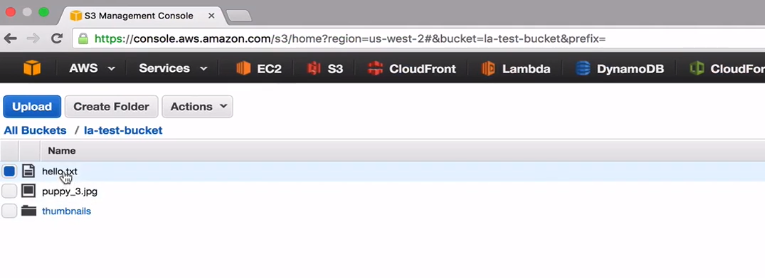 S3 Management Console
https://console.aws.amazon.com/s3/home?region=us-west-2#&bucket=la-test-bucket&prefix=
AWS Services EC2 S3 CloudFront Lambda DynamoDB CloudFor
Upload Create Folder Actions
All Buckets / la-test-bucket
Name
hello.txt
puppy_3.jpg
thumbnails